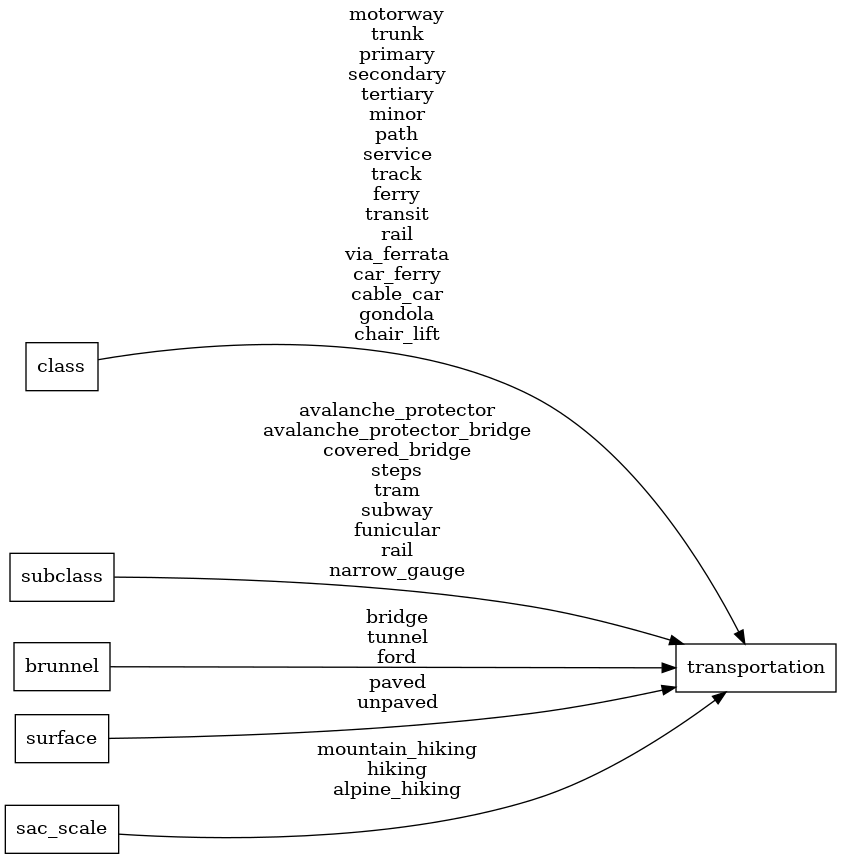 motorway
trunk
primary
secondary
tertiary
minor
path
service
track
ferry
transit
rail
via_ferrata
car_ferry
cable_car
gondola
chair_lift
class
avalanche_protector
avalanche_protector_bridge
covered_bridge
steps
tram
subway
funicular
rail
narrow_gauge
subclass
bridge
tunnel
ford
brunnel
transportation
paved
unpaved
surface
mountain_hiking
hiking
alpine_hiking
sac_scale